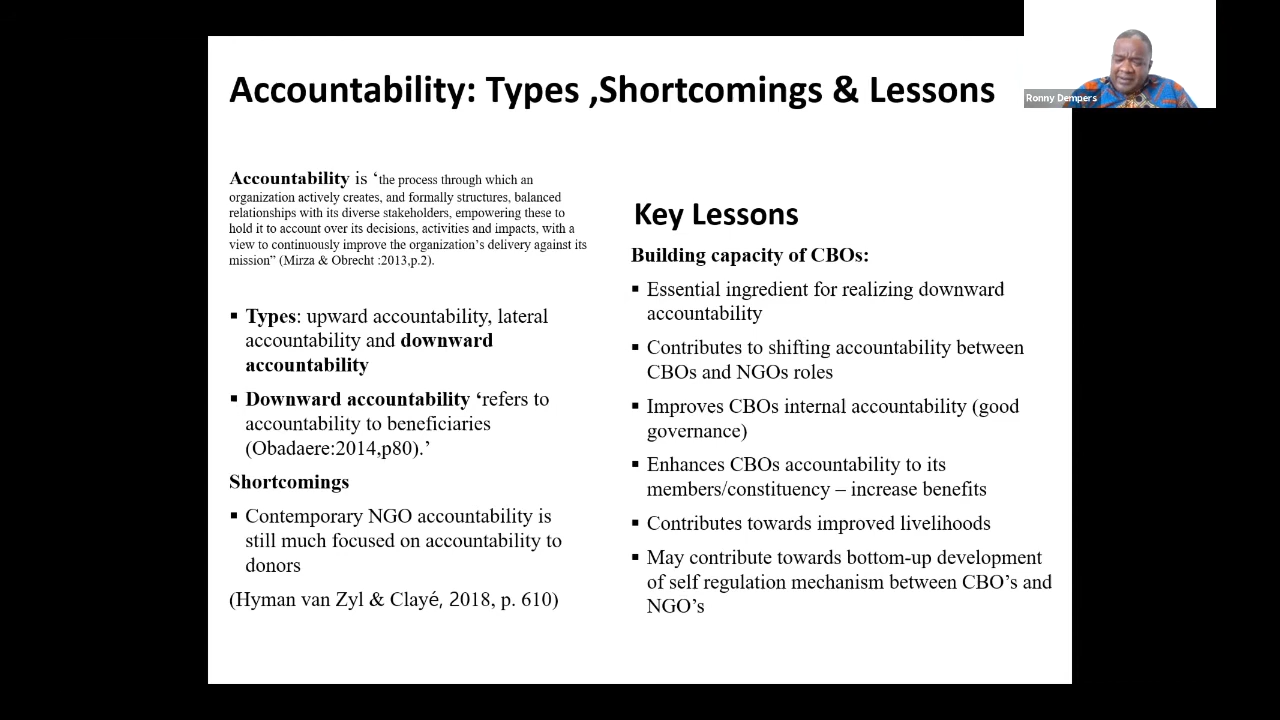 Accountability: Types ,Shortcomings & Lessons
Ronny Dempers
Accountability is ‘the process through which an
organization actively creates, and formally structures, balanced
relationships with its diverse stakeholders, empowering these to
hold it to account over its decisions, activities and impacts, with a
view to continuously improve the organization’s delivery against its
mission” (Mirza & Obrecht :2013,p.2).
▪ Types: upward accountability, lateral
accountability and downward
accountability
▪ Downward accountability ‘refers to
accountability to beneficiaries
(Obadaere:2014,p80).’
Shortcomings
▪ Contemporary NGO accountability is
still much focused on accountability to
donors
(Hyman van Zyl & Clayé, 2018, p. 610)
Key Lessons
Building capacity of CBOs:
▪ Essential ingredient for realizing downward
accountability
▪ Contributes to shifting accountability between
CBOs and NGOs roles
▪ Improves CBOs internal accountability (good
governance)
▪ Enhances CBOs accountability to its
members/constituency – increase benefits
▪ Contributes towards improved livelihoods
▪ May contribute towards bottom-up development
of self regulation mechanism between CBO’s and
NGO’s